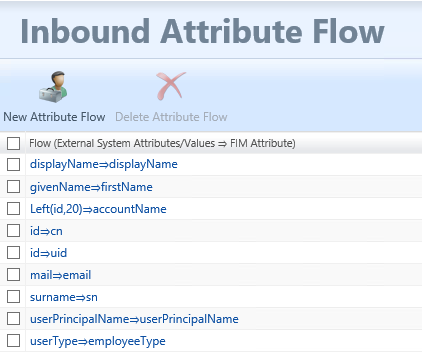 Inbound Attribute Flow
New Attribute Flow Delete Attribute Flow
Flow (External System Attributes/Values ⇒ FIM Attribute)
displayName⇒displayName
givenName⇒firstName
Left(id,20)⇒accountName
id⇒cn
id⇒uid
mail⇒email
surname⇒sn
userPrincipalName⇒userPrincipalName
userType⇒employeeType